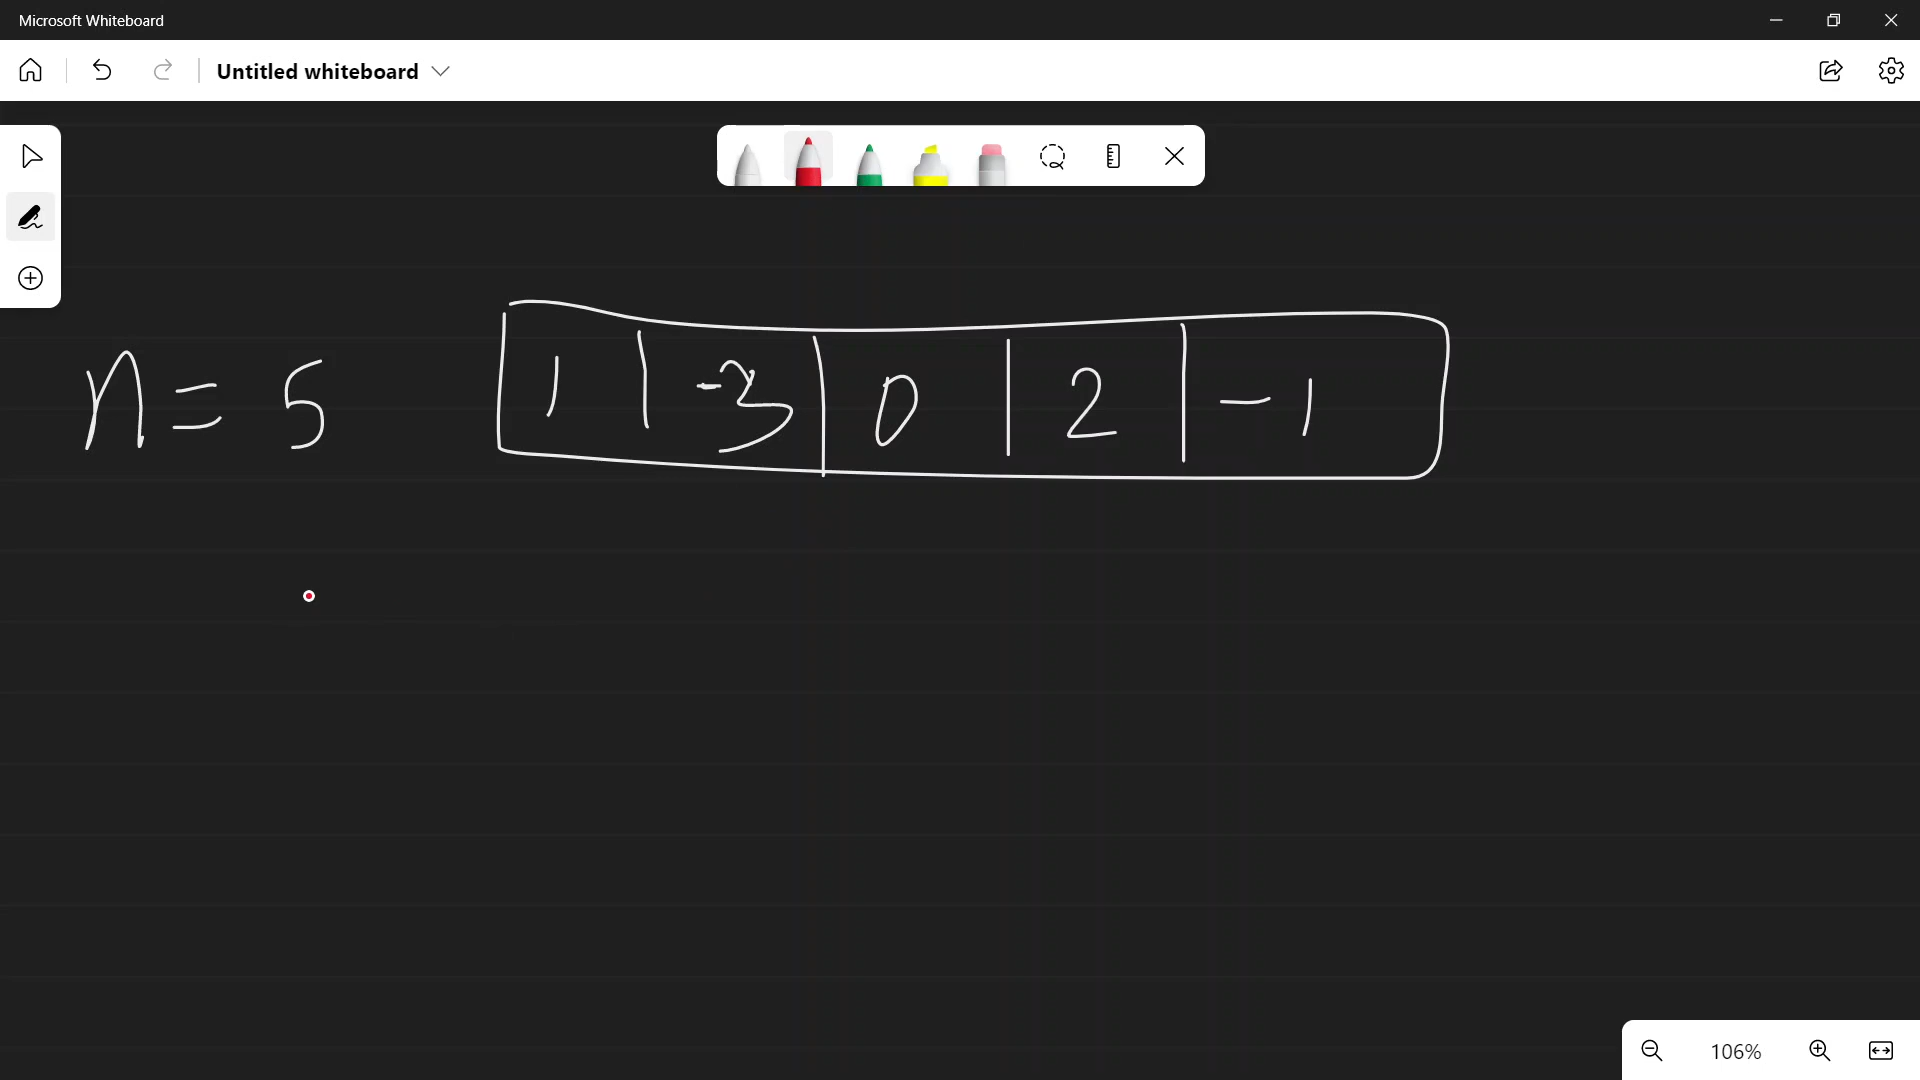 Microsoft Whiteboard
Untitled whiteboard
n = 5 1 | -3 | 0 | 2 | -1
106%